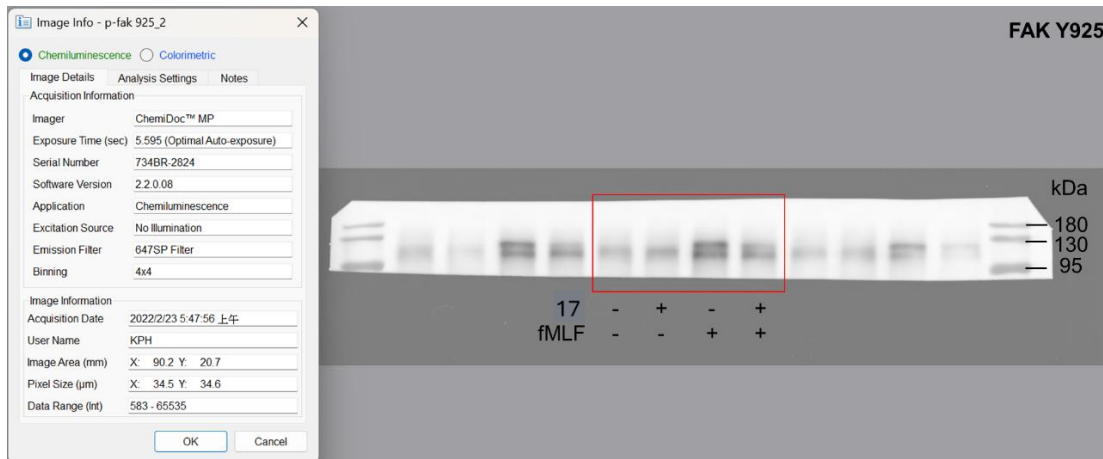 Image Info - p-fak 925_2
Chemiluminescence Colorimetric
Image Details Analysis Settings Notes
Acquisition Information
Imager ChemiDoc™ MP
Exposure Time (sec) 5.595 (Optimal Auto-exposure)
Serial Number 734BR-2824
Software Version 2.2.0.08
Application Chemiluminescence
Excitation Source No Illumination
Emission Filter 647SP Filter
Binning 4x4
Image Information
Acquisition Date 2022/2/23 5:47:56 上午
User Name KPH
Image Area (mm) X: 90.2 Y: 20.7
Pixel Size (µm) X: 34.5 Y: 34.6
Data Range (Int) 583 - 65535
OK Cancel
FAK Y925
kDa
180
130
95
17 - + - +
fMLF - - + +